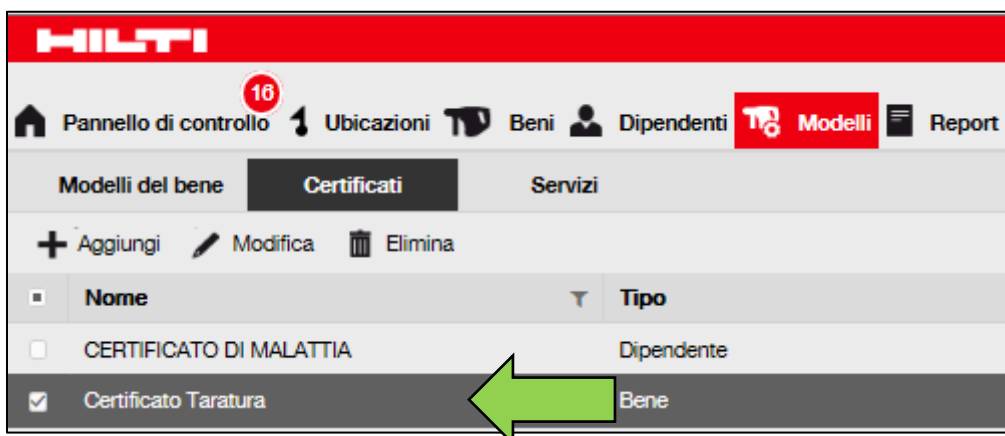 HILTI
16
Pannello di controllo Ubicazioni Beni Dipendenti Modelli Report
Modelli del bene Certificati Servizi
Aggiungi Modifica Elimina
Nome Tipo
CERTIFICATO DI MALATTIA Dipendente
Certificato Taratura Bene